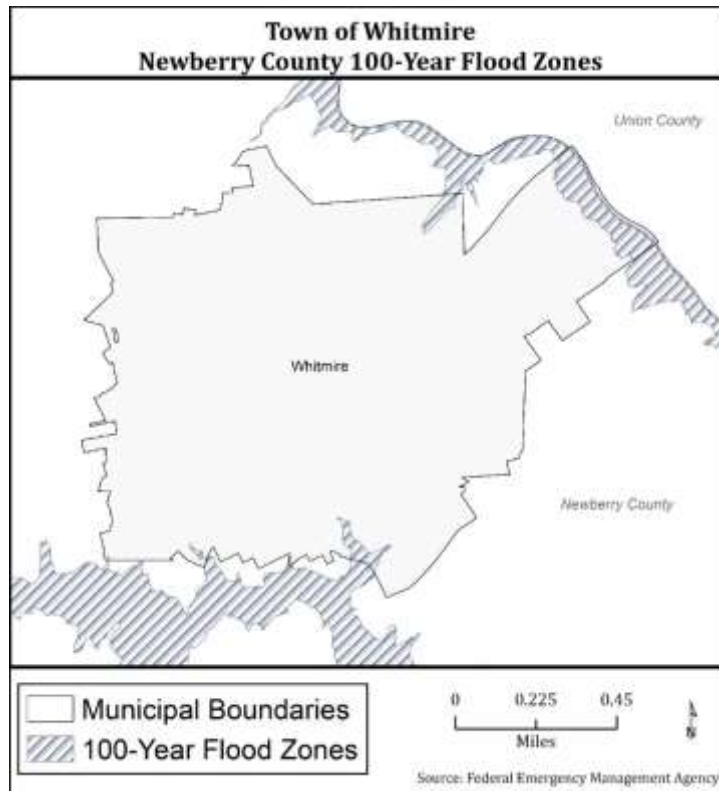 Town of Whitmire
Newberry County 100-Year Flood Zones
Union County
Whitmire
Newberry County
Municipal Boundaries
100-Year Flood Zones
0 0.225 0.45
Miles
N
Source: Federal Emergency Management Agency